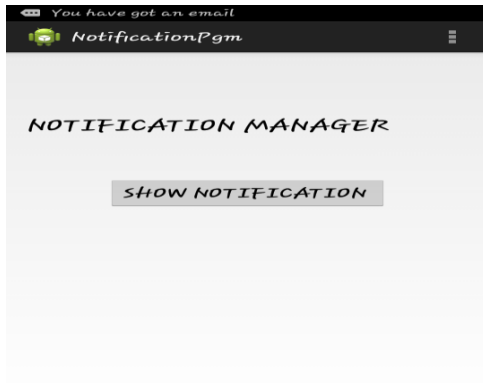 You have got an email
NotificationPgm
NOTIFICATION MANAGER
SHOW NOTIFICATION